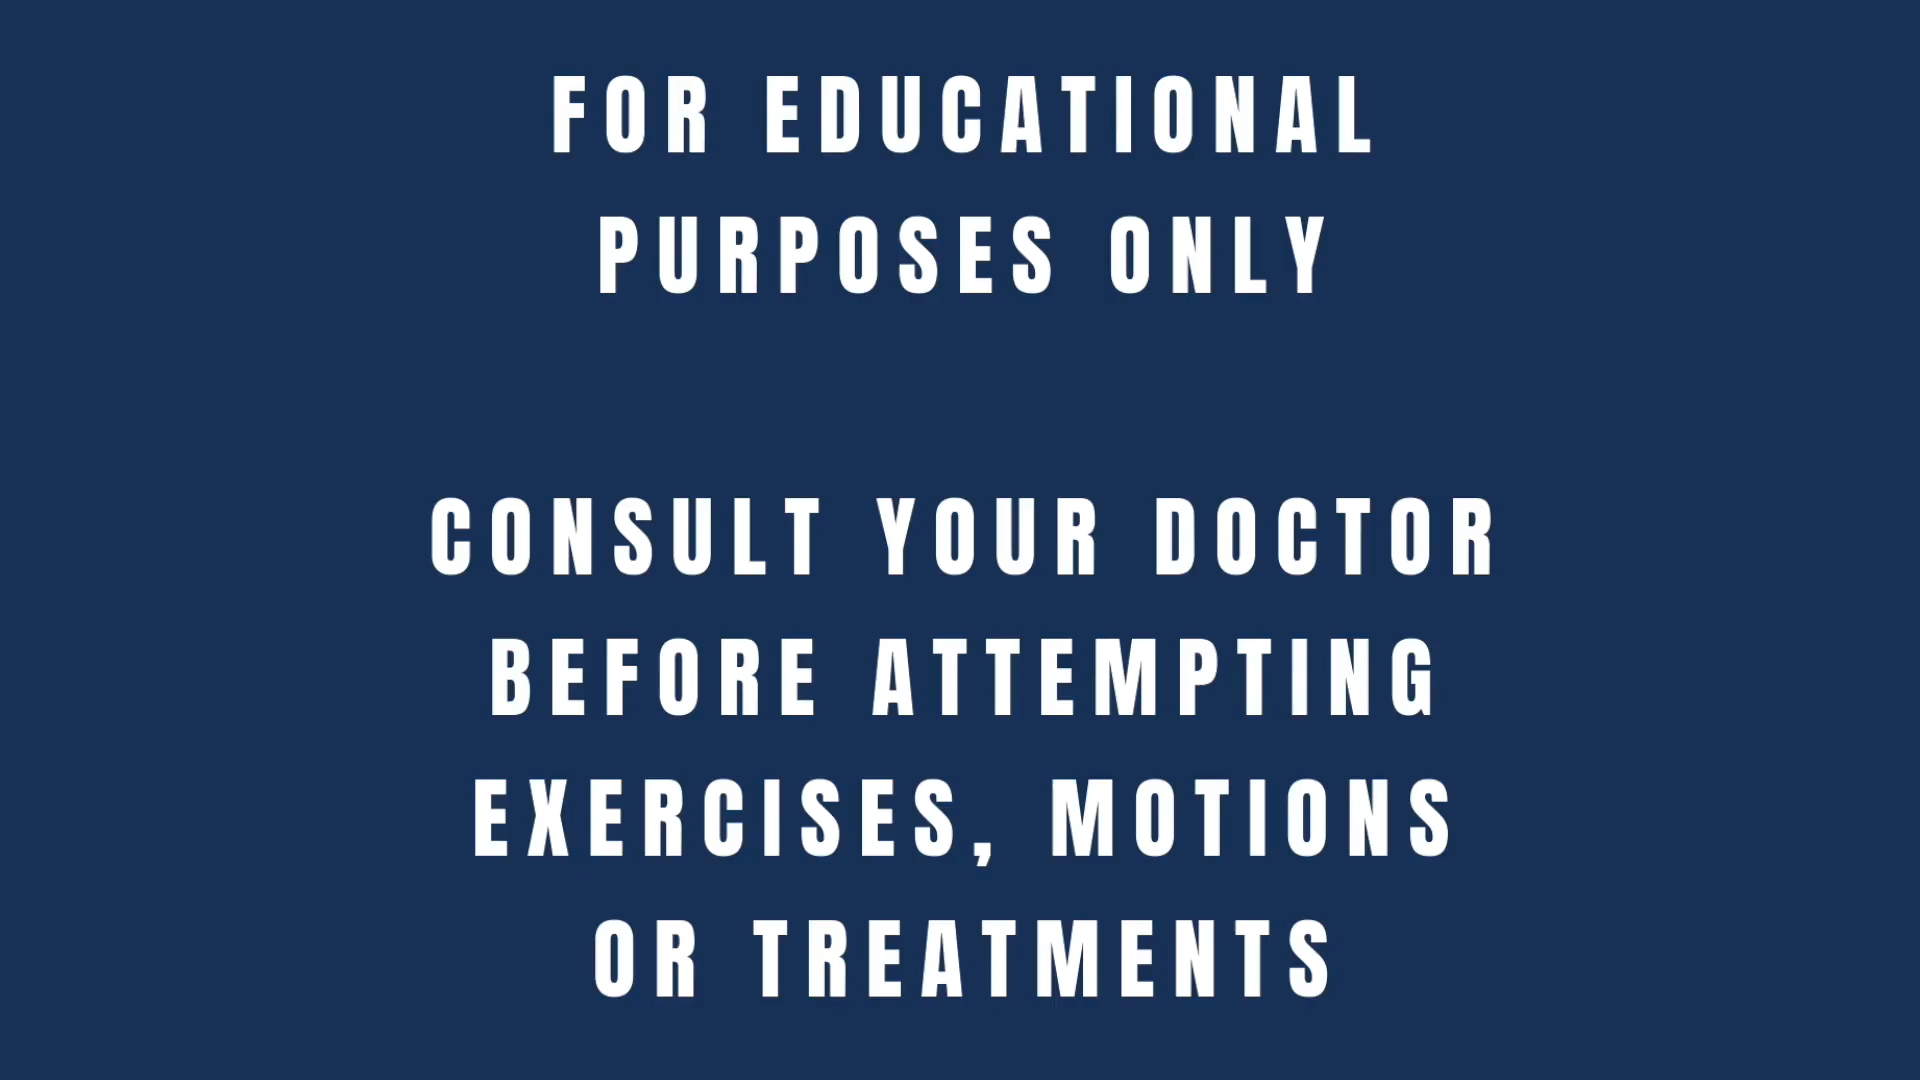 FOR EDUCATIONAL
PURPOSES ONLY
CONSULT YOUR DOCTOR
BEFORE ATTEMPTING
EXERCISES, MOTIONS
OR TREATMENTS